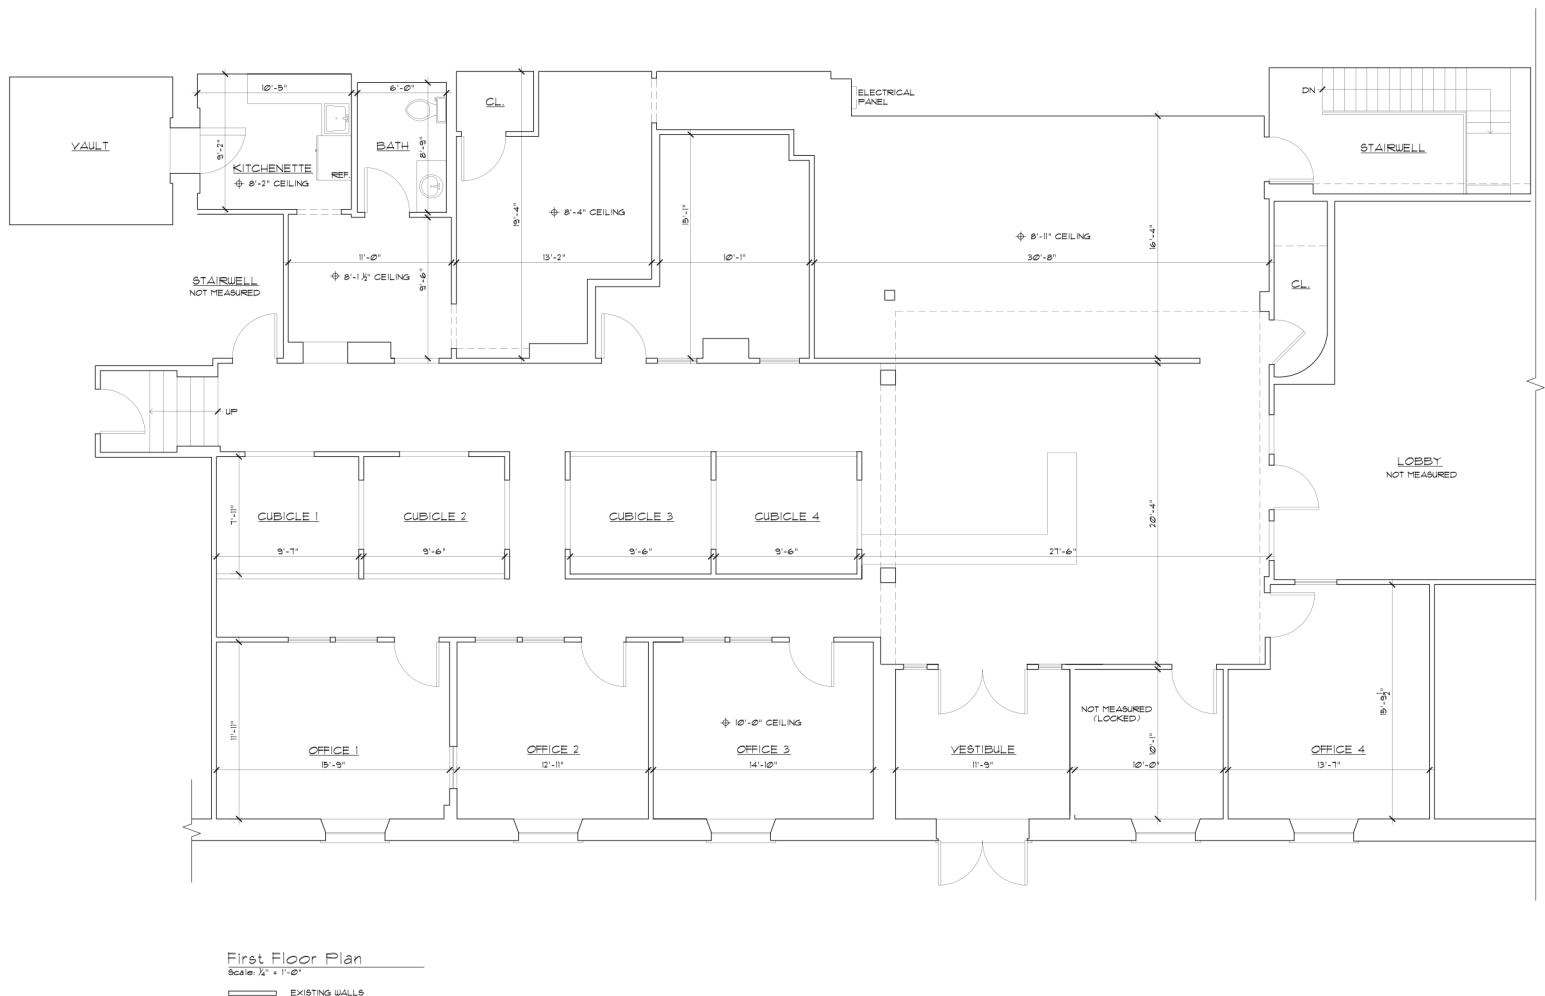 10'-5"
6'-0"
CL.
ELECTRICAL
PANEL
DN
VAULT
9'-2"
BATH
8'-9"
STAIRWELL
KITCHENETTE
REF.
8'-2" CEILING
8'-4" CEILING
19'-4"
15'-1"
8'-11" CEILING
16'-4"
11'-0"
13'-2"
10'-1"
30'-8"
STAIRWELL
NOT MEASURED
8'-1 ½" CEILING
9'-6"
CL.
UP
LOBBY
NOT MEASURED
7'-11"
CUBICLE 1
CUBICLE 2
CUBICLE 3
CUBICLE 4
20'-4"
9'-7"
9'-6"
9'-6"
9'-6"
27'-6"
11'-11"
10'-0" CEILING
NOT MEASURED
(LOCKED)
15'-9½"
OFFICE 1
OFFICE 2
OFFICE 3
VESTIBULE
10'-1"
OFFICE 4
15'-9"
12'-11"
14'-10"
11'-9"
10'-0"
13'-7"
First Floor Plan
Scale: ¼" = 1'-0"
EXISTING WALLS